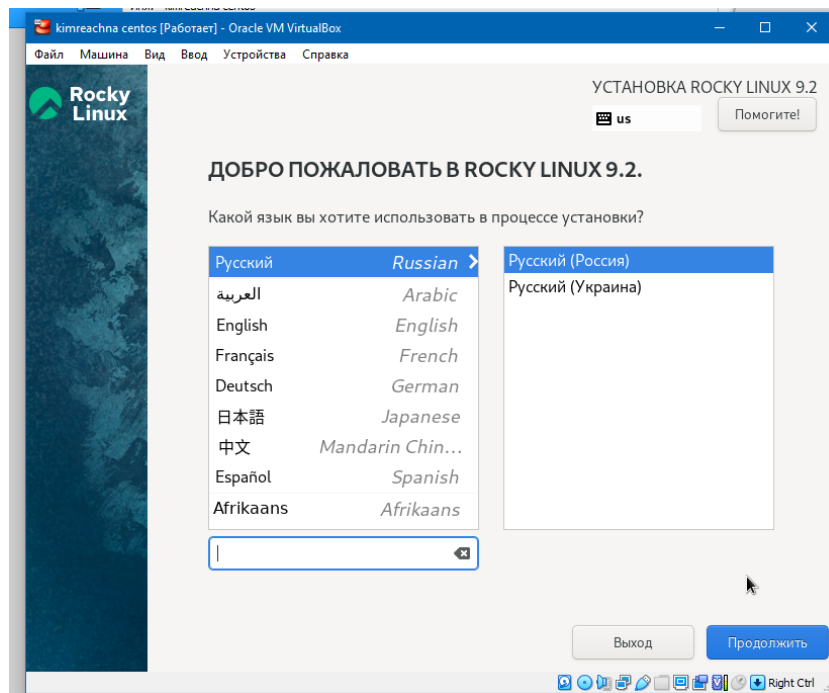 kimreachna centos [Работает] - Oracle VM VirtualBox
Файл Машина Вид Ввод Устройства Справка
Rocky
Linux
УСТАНОВКА ROCKY LINUX 9.2
us
Помогите!
ДОБРО ПОЖАЛОВАТЬ В ROCKY LINUX 9.2.
Какой язык вы хотите использовать в процессе установки?
Русский Russian
Русский (Россия)
العربية Arabic
Русский (Украина)
English English
Français French
Deutsch German
日本語 Japanese
中文 Mandarin Chin...
Español Spanish
Afrikaans Afrikaans
Выход
Продолжить
Right Ctrl